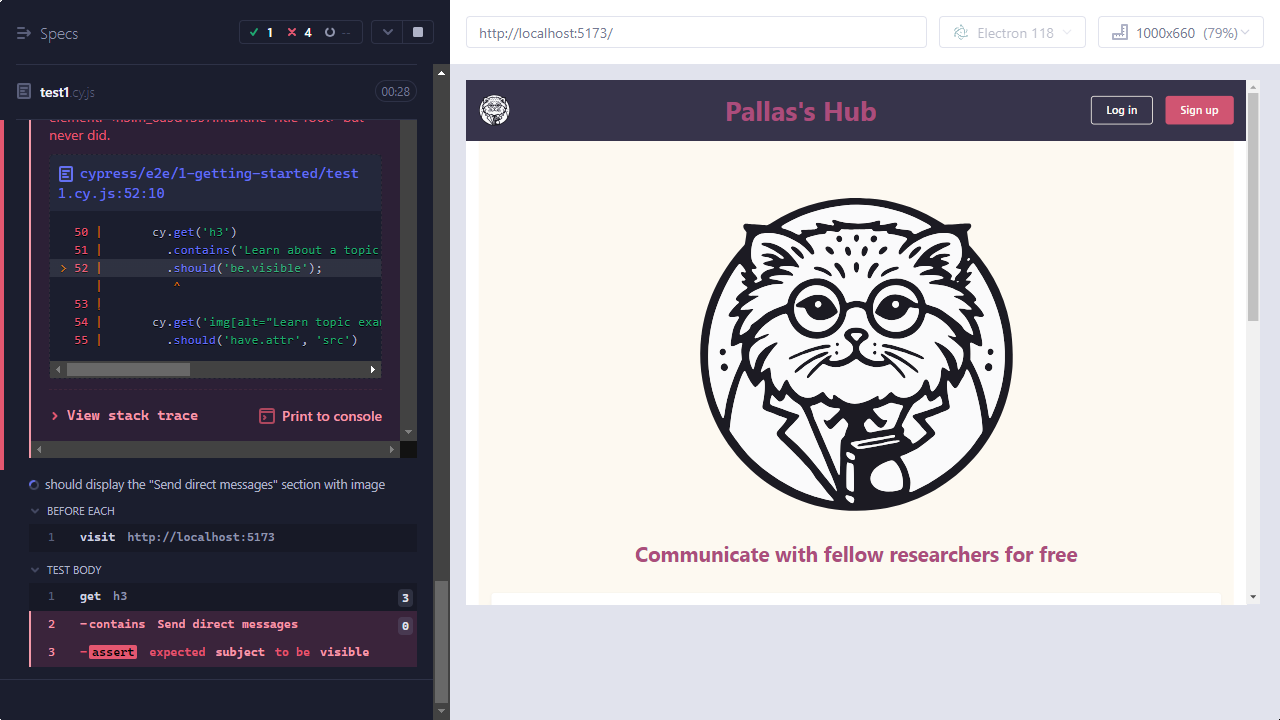 Specs
1
4
--
test1.cy.js
00:28
never did.
cypress/e2e/1-getting-started/test
1.cy.js:52:10
50 | cy.get('h3')
51 | .contains('Learn about a topic
> 52 | .should('be.visible');
| ^
53 |
54 | cy.get('img[alt="Learn topic exam
55 | .should('have.attr', 'src')
> View stack trace
Print to console
should display the "Send direct messages" section with image
BEFORE EACH
1 visit http://localhost:5173
TEST BODY
1 get h3 3
2 -contains Send direct messages 0
3 -assert expected subject to be visible
http://localhost:5173/
Electron 118
1000x660 (79%)
Pallas's Hub
Log in
Sign up
Communicate with fellow researchers for free